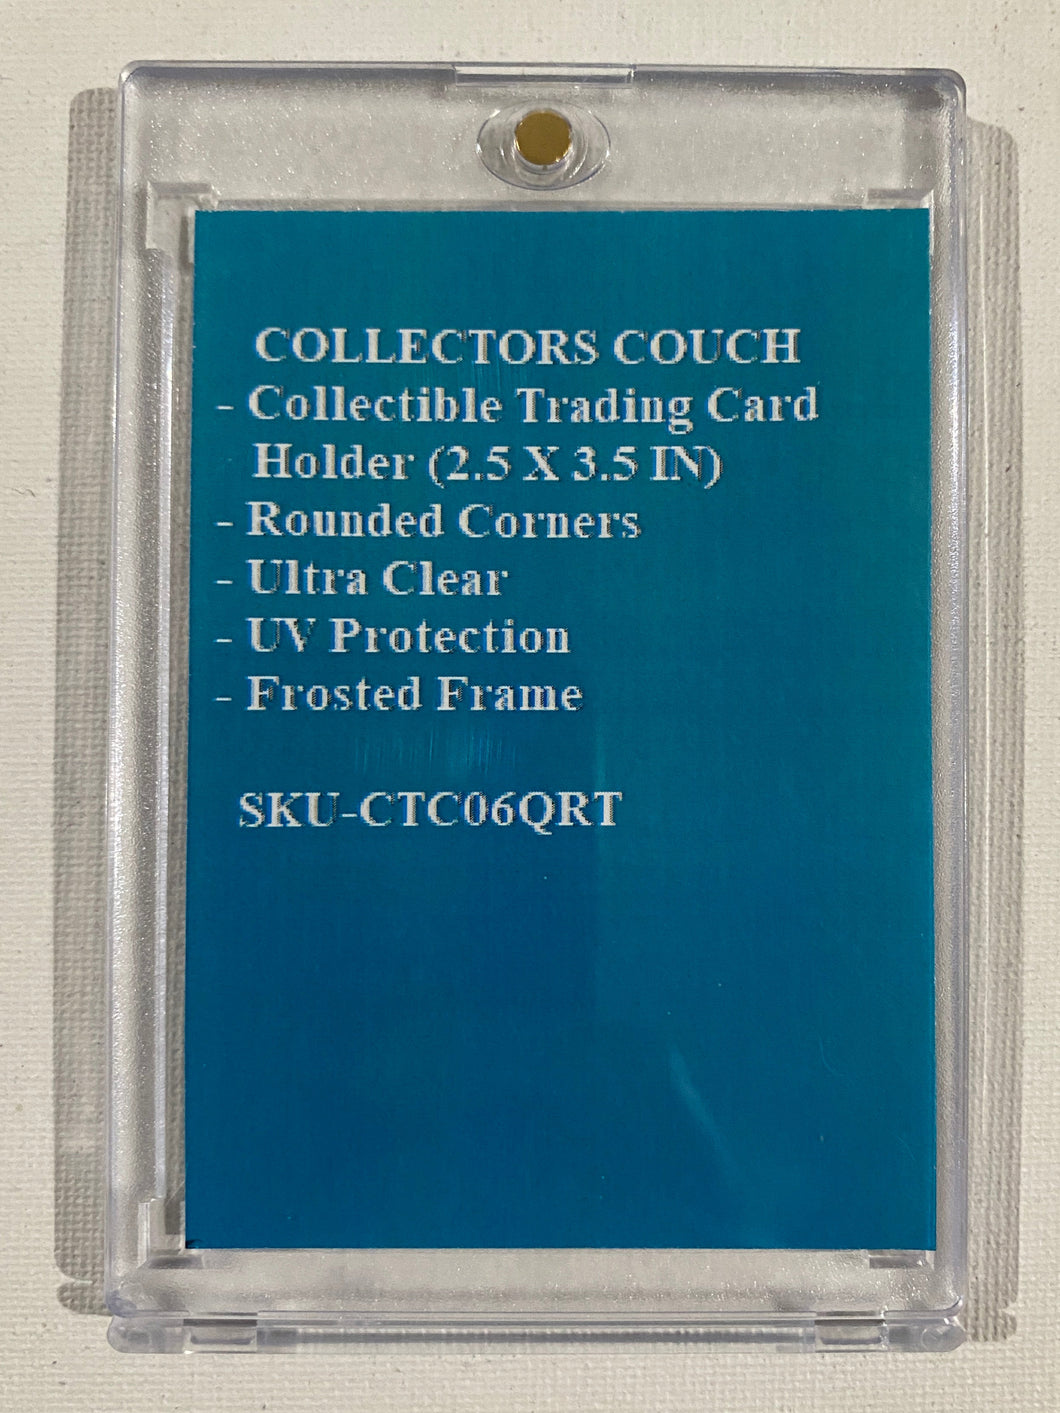 COLLECTORS COUCH
- Collectible Trading Card
Holder (2.5 X 3.5 IN)
- Rounded Corners
- Ultra Clear
- UV Protection
- Frosted Frame
SKU-CTC06QRT